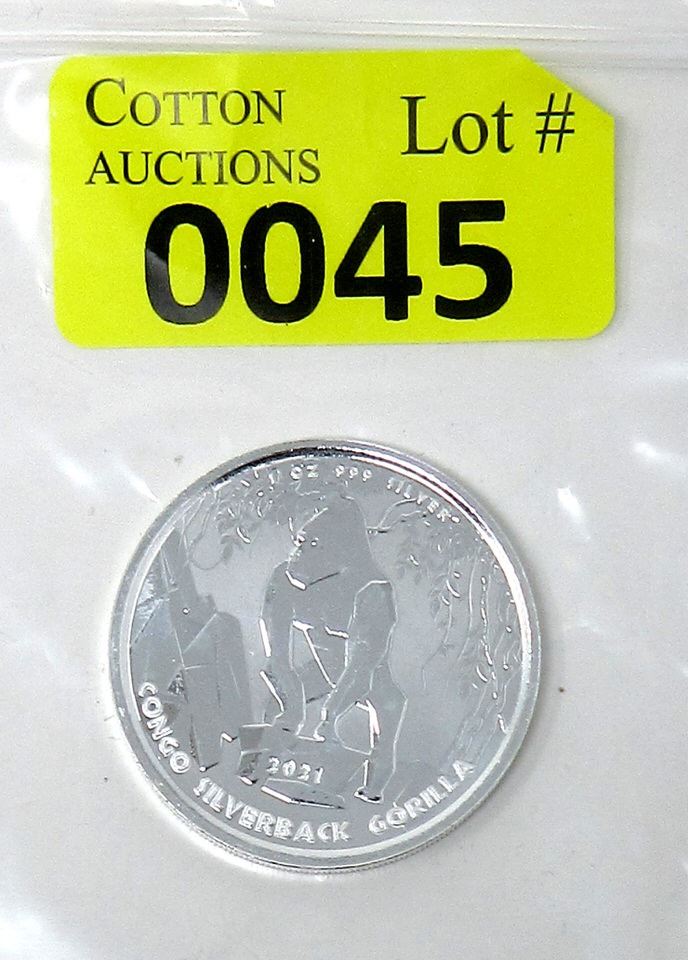 COTTON
AUCTIONS
Lot #
0045
1 OZ 999 SILVER
2021
CONGO SILVERBACK GORILLA